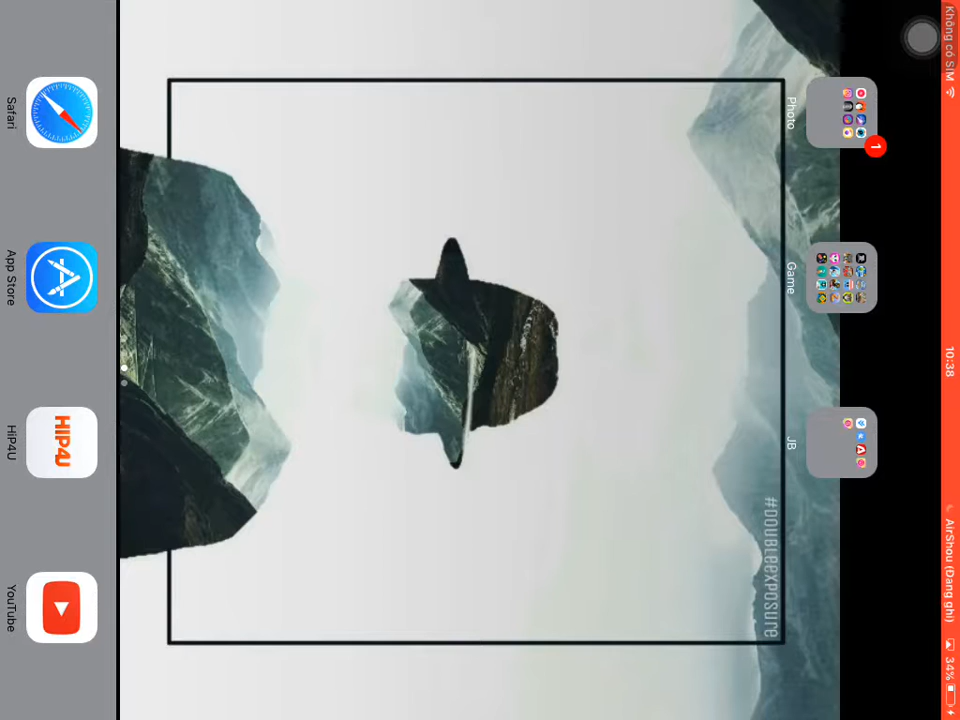 Không có SIM
10:38
AirShou (Đang ghi)
34%
1
Photo
Game
JB
#DOUBLEEXPOSURE
Safari
App Store
HiP4U
HiP4U
YouTube